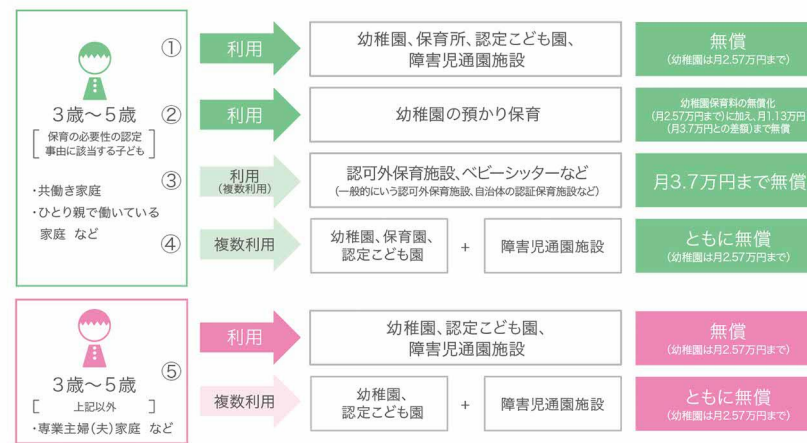 ①
利用
幼稚園、保育所、認定こども園、
障害児通園施設
無償
(幼稚園は月2.57万円まで)
3歳〜5歳
[ 保育の必要性の認定
事由に該当する子ども ]
・共働き家庭
・ひとり親で働いている
家庭 など
②
利用
幼稚園の預かり保育
幼稚園保育料の無償化
(月2.57万円まで)に加え、月1.13万円
(月3.7万円との差額)まで無償
③
利用
(複数利用)
認可外保育施設、ベビーシッターなど
(一般的にいう認可外保育施設、自治体の認証保育施設など)
月3.7万円まで無償
④
複数利用
幼稚園、保育園、
認定こども園
+
障害児通園施設
ともに無償
(幼稚園は月2.57万円まで)
3歳〜5歳
[ 上記以外 ]
・専業主婦(夫)家庭 など
⑤
利用
幼稚園、認定こども園、
障害児通園施設
無償
(幼稚園は月2.57万円まで)
複数利用
幼稚園、
認定こども園
+
障害児通園施設
ともに無償
(幼稚園は月2.57万円まで)